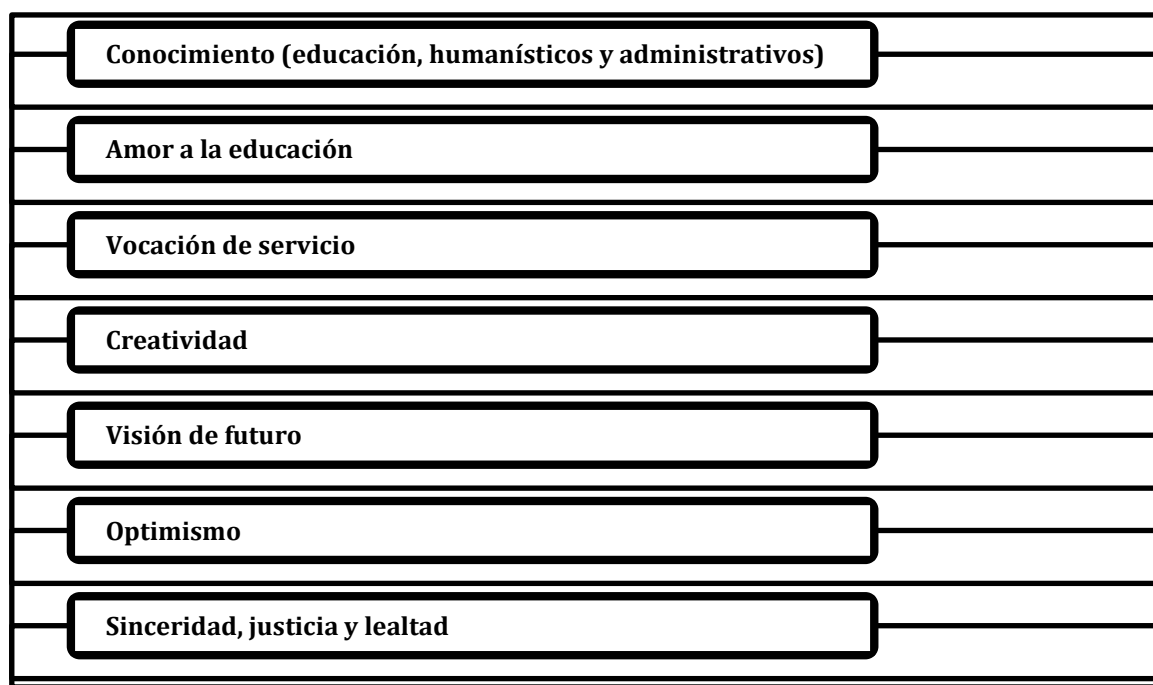 Conocimiento (educación, humanísticos y administrativos)
Amor a la educación
Vocación de servicio
Creatividad
Visión de futuro
Optimismo
Sinceridad, justicia y lealtad